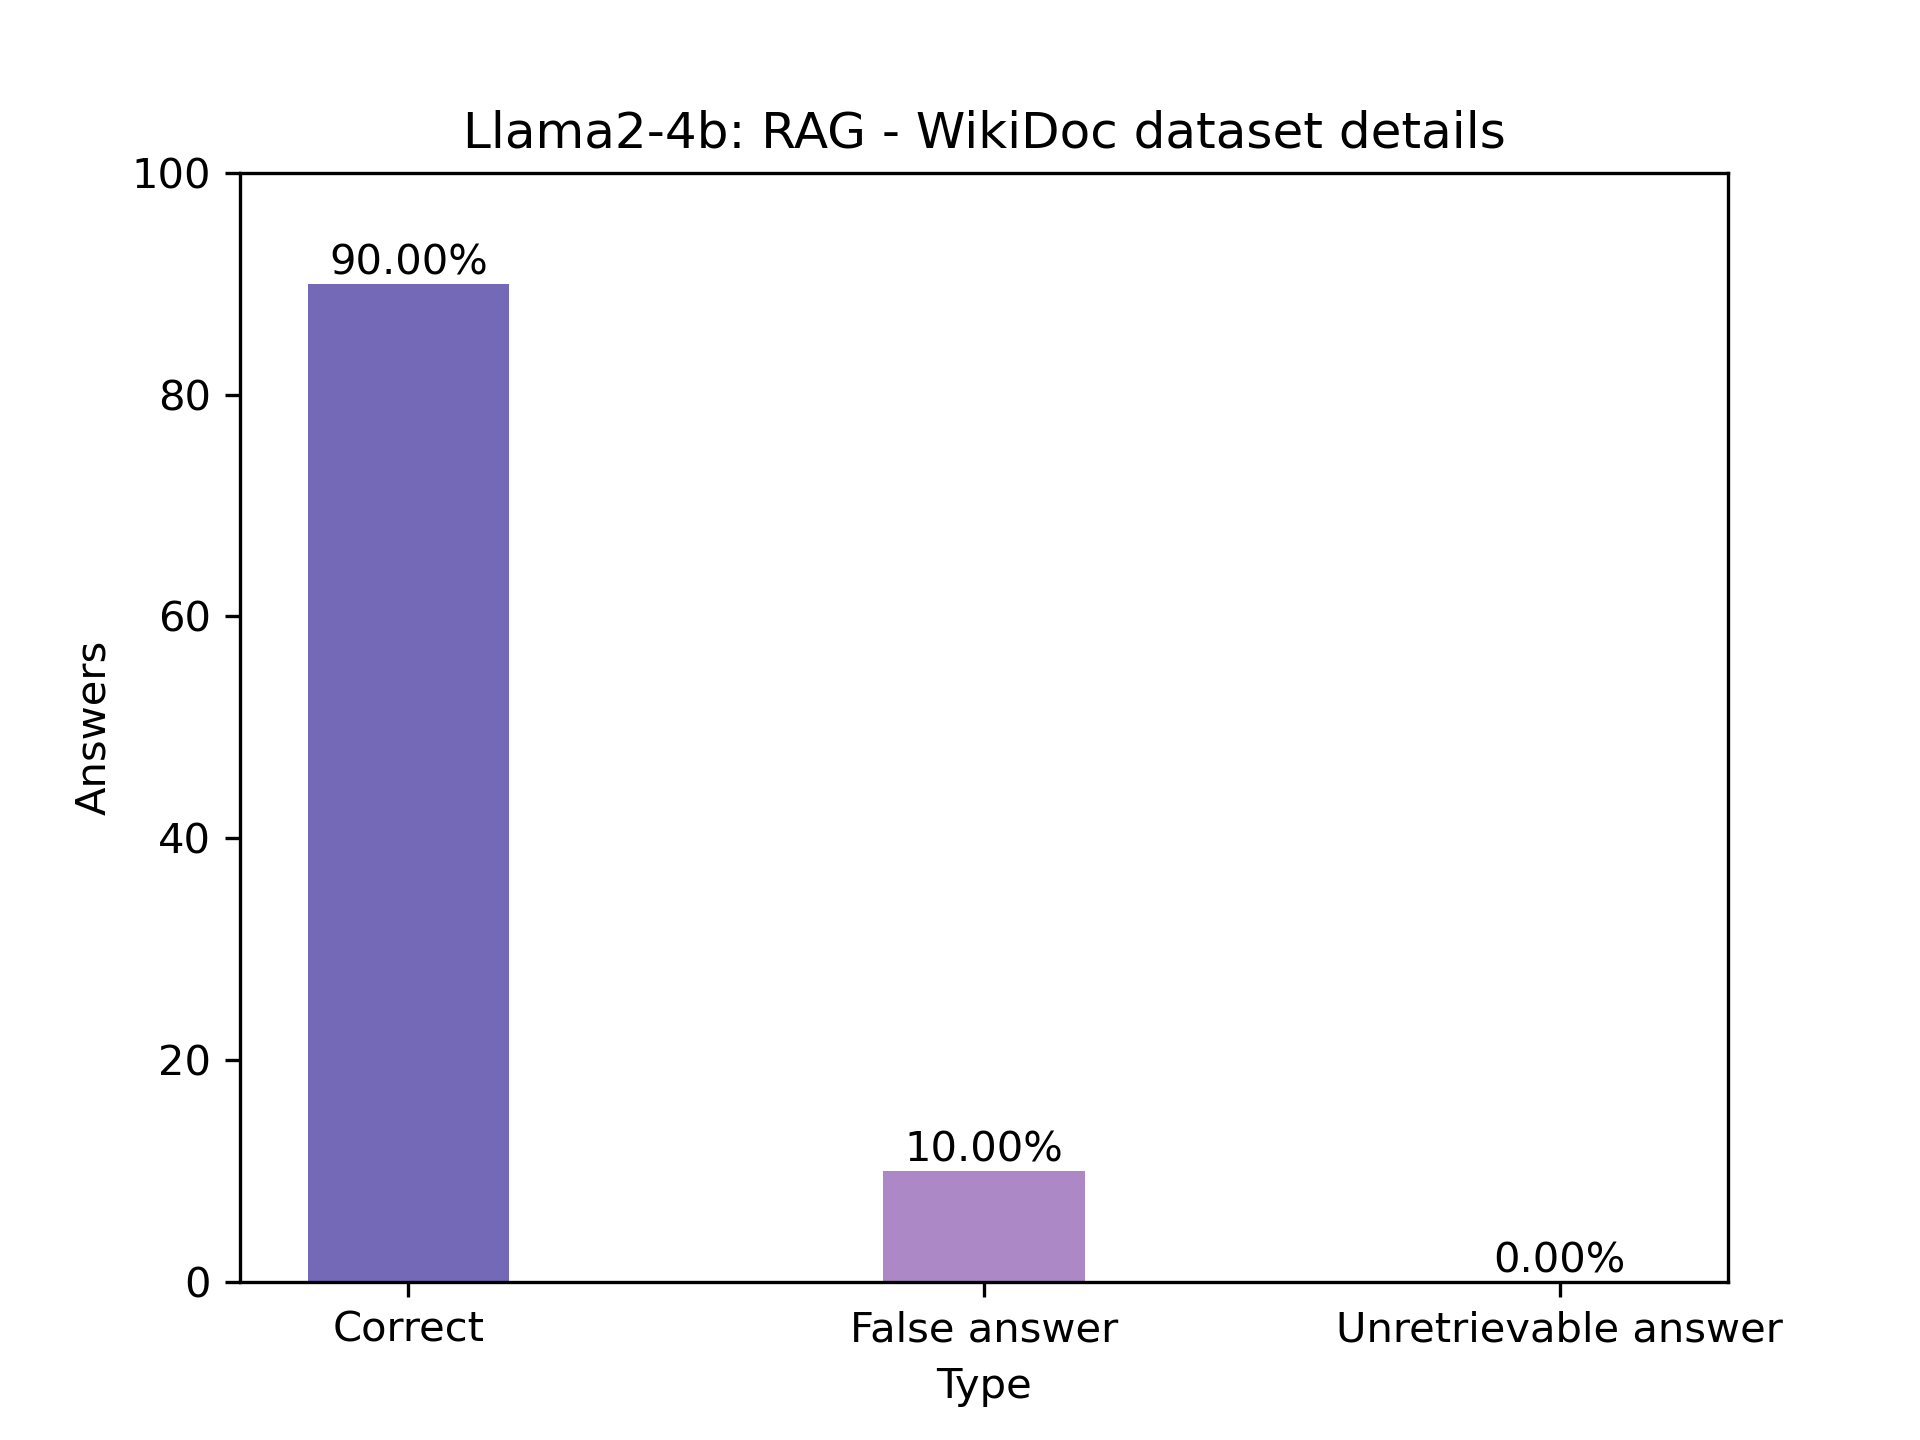 Llama2-4b: RAG - WikiDoc dataset details
100
80
60
40
20
0
Answers
90.00%
10.00%
0.00%
Correct
False answer
Unretrievable answer
Type